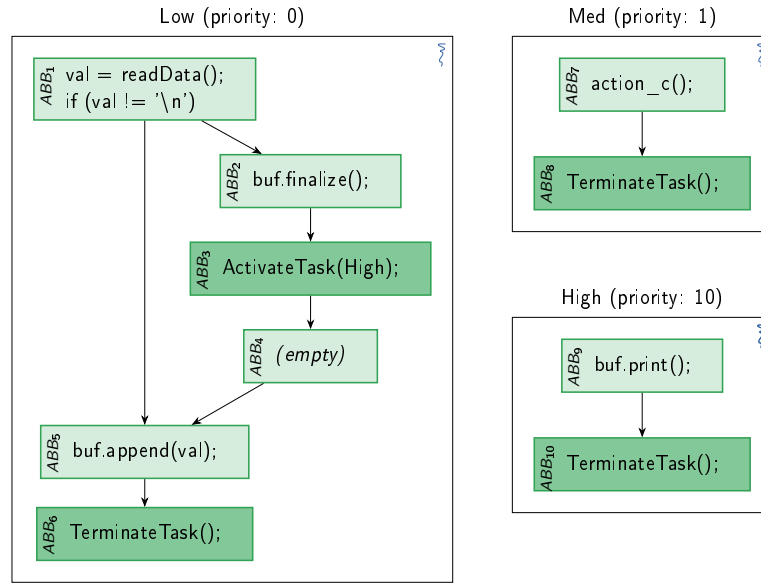 Low (priority: 0)
ABB1
val = readData();
if (val != '\n')
ABB2
buf.finalize();
ABB3
ActivateTask(High);
ABB4
(empty)
ABB5
buf.append(val);
ABB6
TerminateTask();
Med (priority: 1)
ABB7
action_c();
ABB8
TerminateTask();
High (priority: 10)
ABB9
buf.print();
ABB10
TerminateTask();